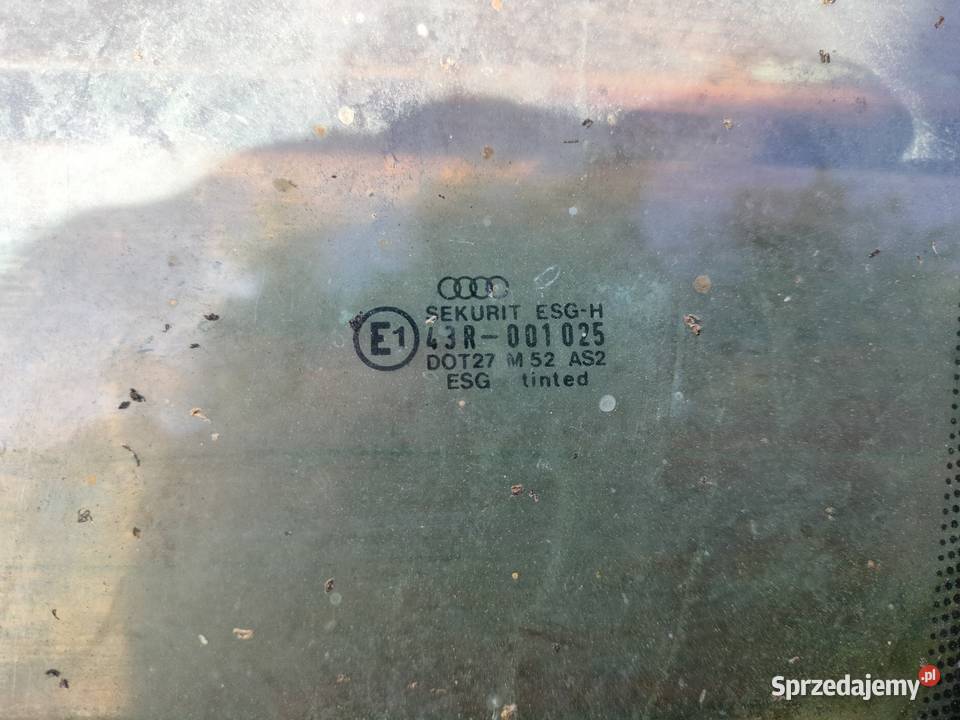 SEKURIT ESG-H
E1 43R-001025
DOT27 M52 AS2
ESG tinted
Sprzedajemy.pl